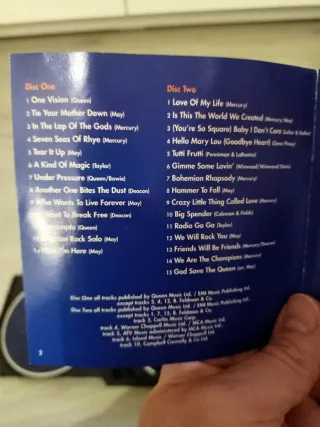 Disc One
1 One Vision (Queen)
2 Tie Your Mother Down (May)
3 In The Lap Of The Gods (Mercury)
4 Seven Seas Of Rhye (Mercury)
5 Tear It Up (May)
6 A Kind Of Magic (Taylor)
7 Under Pressure (Queen/Bowie)
8 Another One Bites The Dust (Deacon)
9 Who Wants To Live Forever (May)
Want To Break Free (Deacon)
Impromptu (Queen)
Rock Solo (May)
I'm Here (May)
Disc Two
1 Love Of My Life (Mercury)
2 Is This The World We Created (Mercury/May)
3 (You're So Square) Baby I Don't Care (Leiber & Stoller)
4 Hello Mary Lou (Goodbye Heart) (Gene Pitney)
5 Tutti Frutti (Penniman & LaBostrie)
6 Gimme Some Lovin' (Winwood/Winwood/Davis)
7 Bohemian Rhapsody (Mercury)
8 Hammer To Fall (May)
9 Crazy Little Thing Called Love (Mercury)
10 Big Spender (Coleman & Fields)
11 Radio Ga Ga (Taylor)
12 We Will Rock You (May)
13 Friends Will Be Friends (Mercury/Deacon)
14 We Are The Champions (Mercury)
15 God Save The Queen (arr. May)
Disc One all tracks published by Queen Music Ltd. / EMI Music Publishing Ltd.
except tracks 3, 4, 12, B. Feldman & Co.
Disc Two all tracks published by Queen Music Ltd. / EMI Music Publishing Ltd.
except tracks 1, 7, 15, B. Feldman & Co.
track 3, Carlin Music Corp.
track 4, Warner Chappell Music Ltd. / MCA Music Ltd.
track 5, ATV Music administered by MCA Music Ltd.
track 6, Island Music / Warner Chappell Ltd.
track 10, Campbell Connelly & Co Ltd.
2